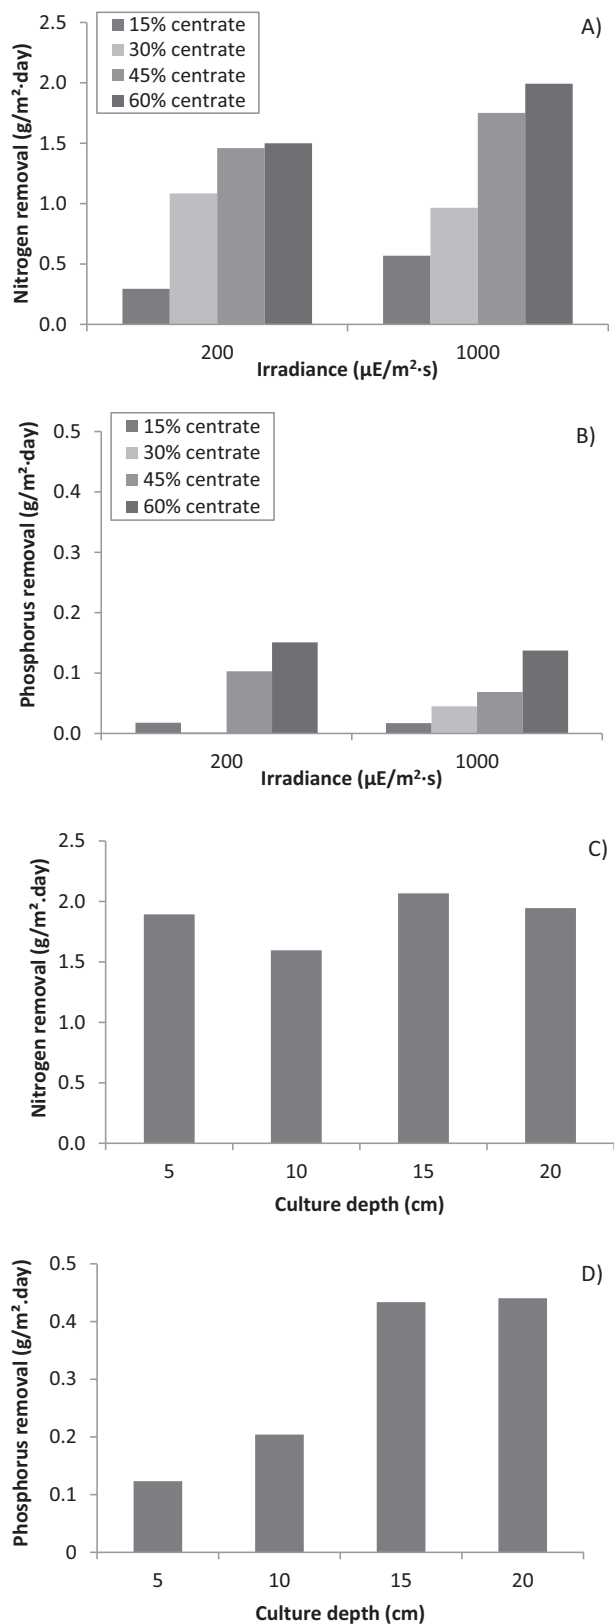 A)
15% centrate
30% centrate
45% centrate
60% centrate
Nitrogen removal (g/m²·day)
2.5
2.0
1.5
1.0
0.5
0.0
200
1000
Irradiance (µE/m²·s)
B)
15% centrate
30% centrate
45% centrate
60% centrate
Phosphorus removal (g/m²·day)
0.5
0.4
0.3
0.2
0.1
0.0
200
1000
Irradiance (µE/m²·s)
C)
Nitrogen removal (g/m².day)
2.5
2.0
1.5
1.0
0.5
0.0
5
10
15
20
Culture depth (cm)
D)
Phosphorus removal (g/m².day)
0.5
0.4
0.3
0.2
0.1
0
5
10
15
20
Culture depth (cm)